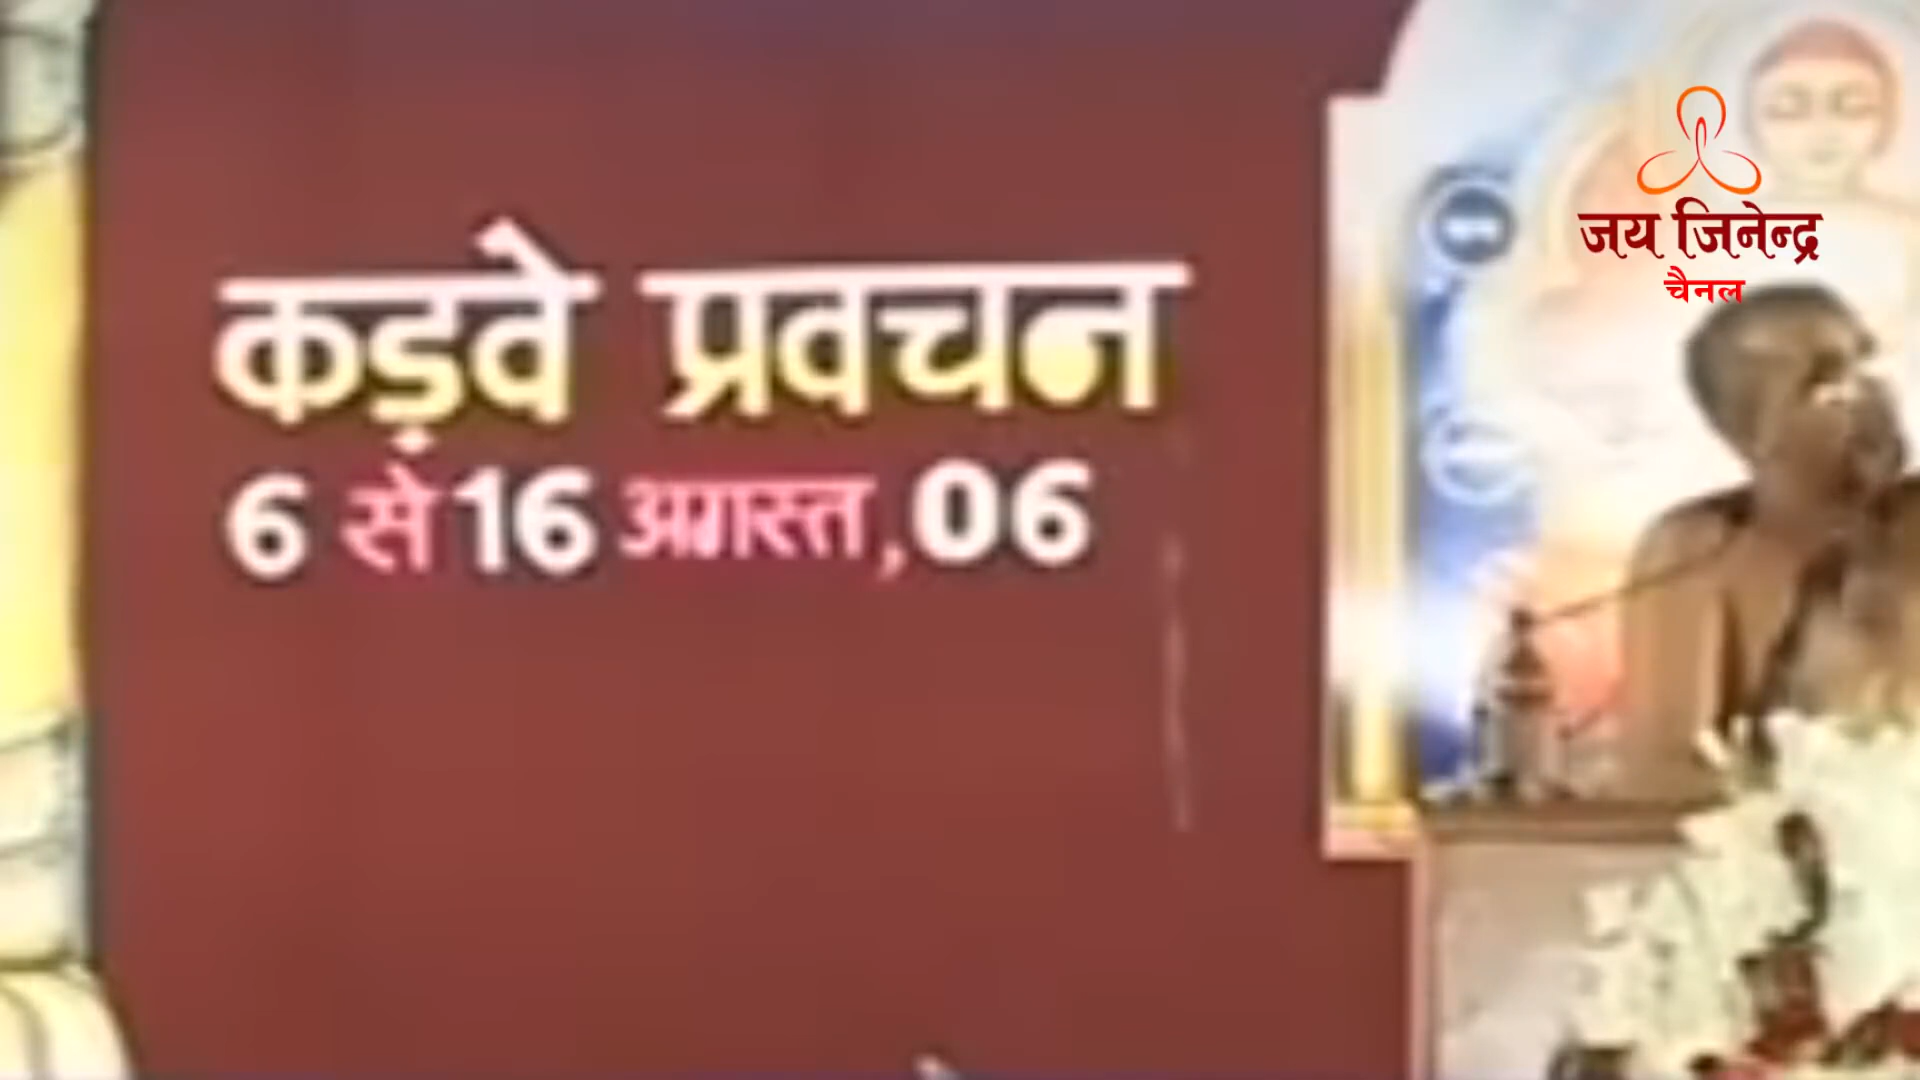 कड़वे प्रवचन
6 से 16 अगस्त, 06
जय जिनेन्द्र
चैनल